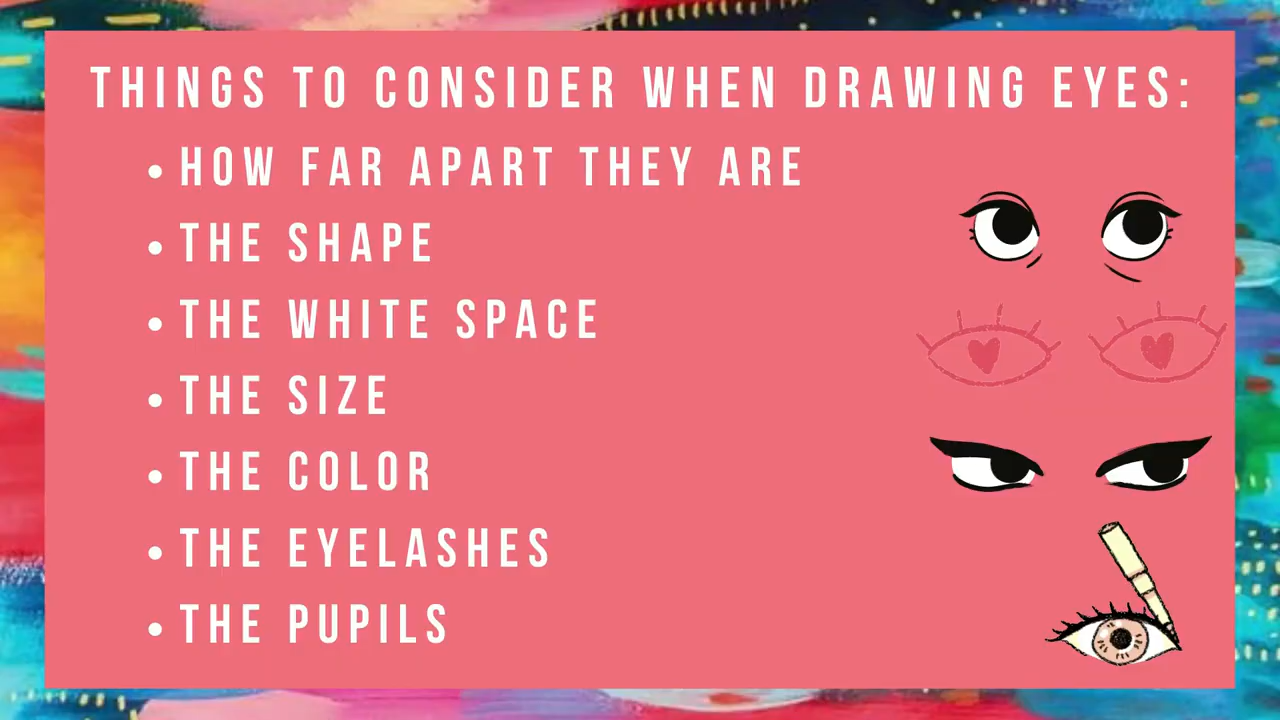 THINGS TO CONSIDER WHEN DRAWING EYES:
• HOW FAR APART THEY ARE
• THE SHAPE
• THE WHITE SPACE
• THE SIZE
• THE COLOR
• THE EYELASHES
• THE PUPILS